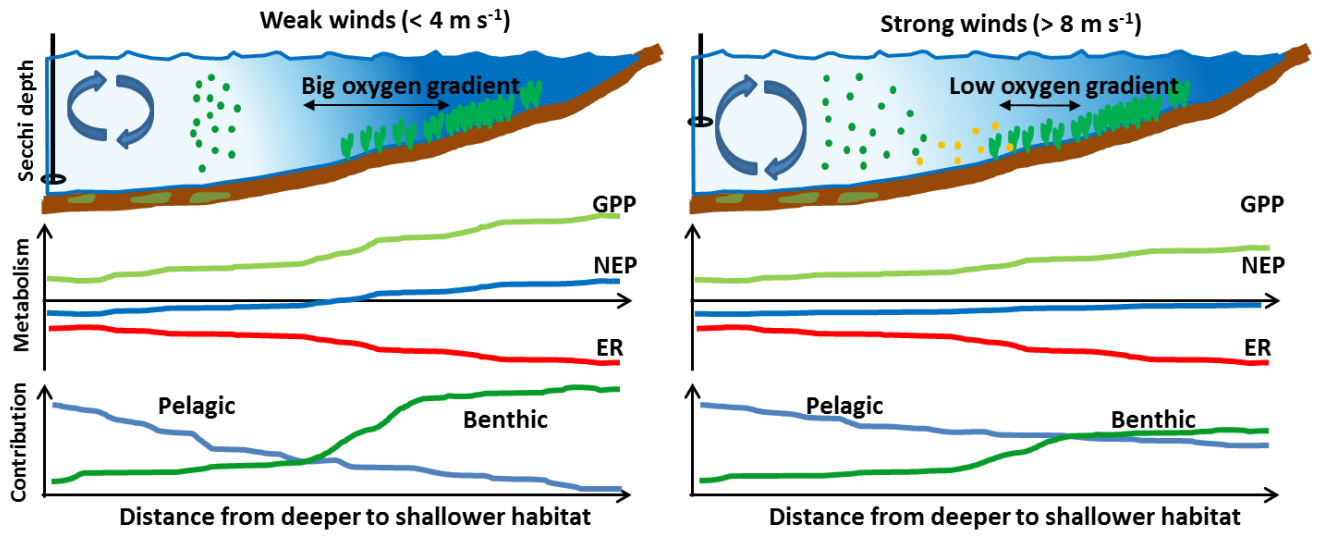 Weak winds (< 4 m s-1)
Secchi depth
Big oxygen gradient
GPP
NEP
ER
Metabolism
Pelagic
Benthic
Contribution
Distance from deeper to shallower habitat
Strong winds (> 8 m s-1)
Low oxygen gradient
GPP
NEP
ER
Pelagic
Benthic
Distance from deeper to shallower habitat